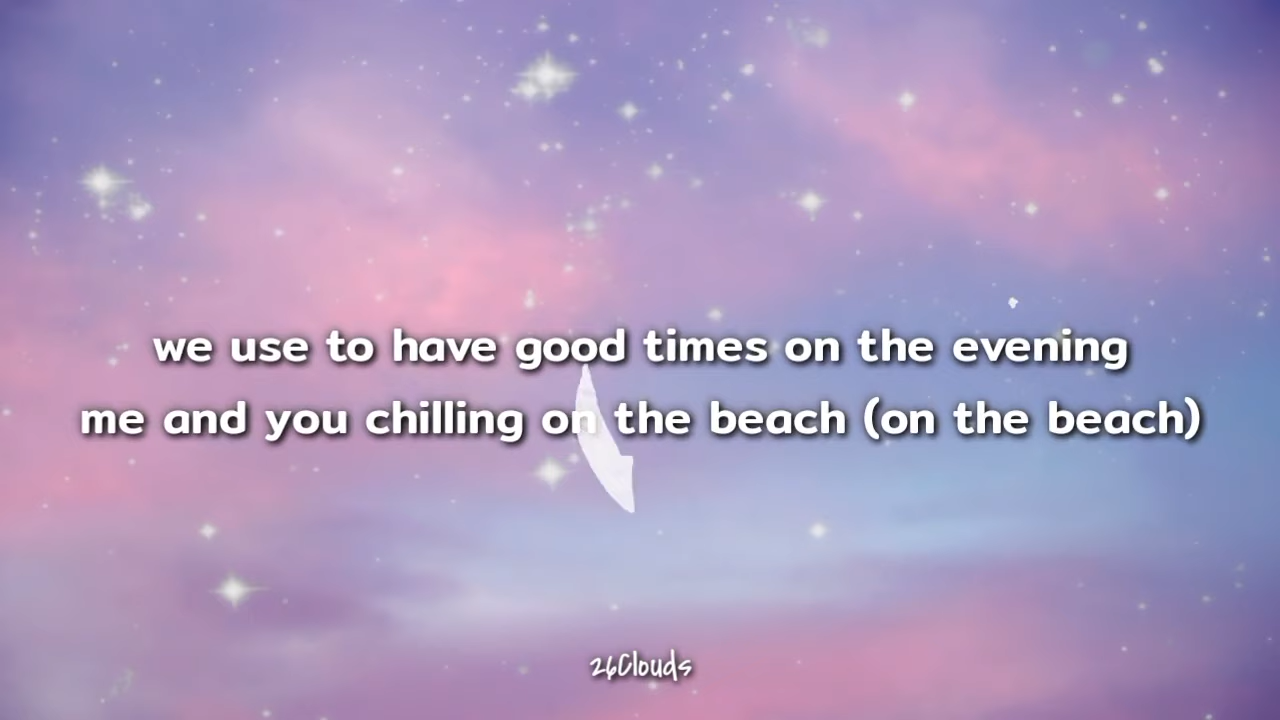 we use to have good times on the evening
me and you chilling on the beach (on the beach)
26Clouds